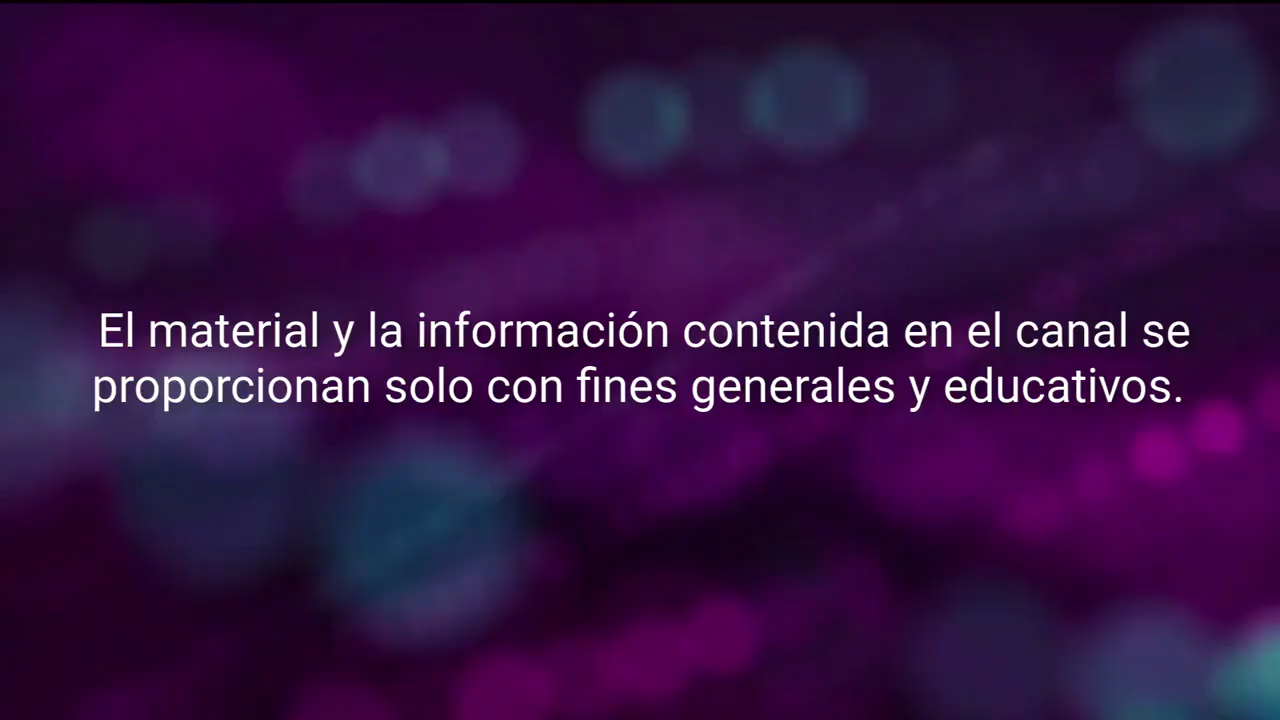 El material y la información contenida en el canal se
proporcionan solo con fines generales y educativos.